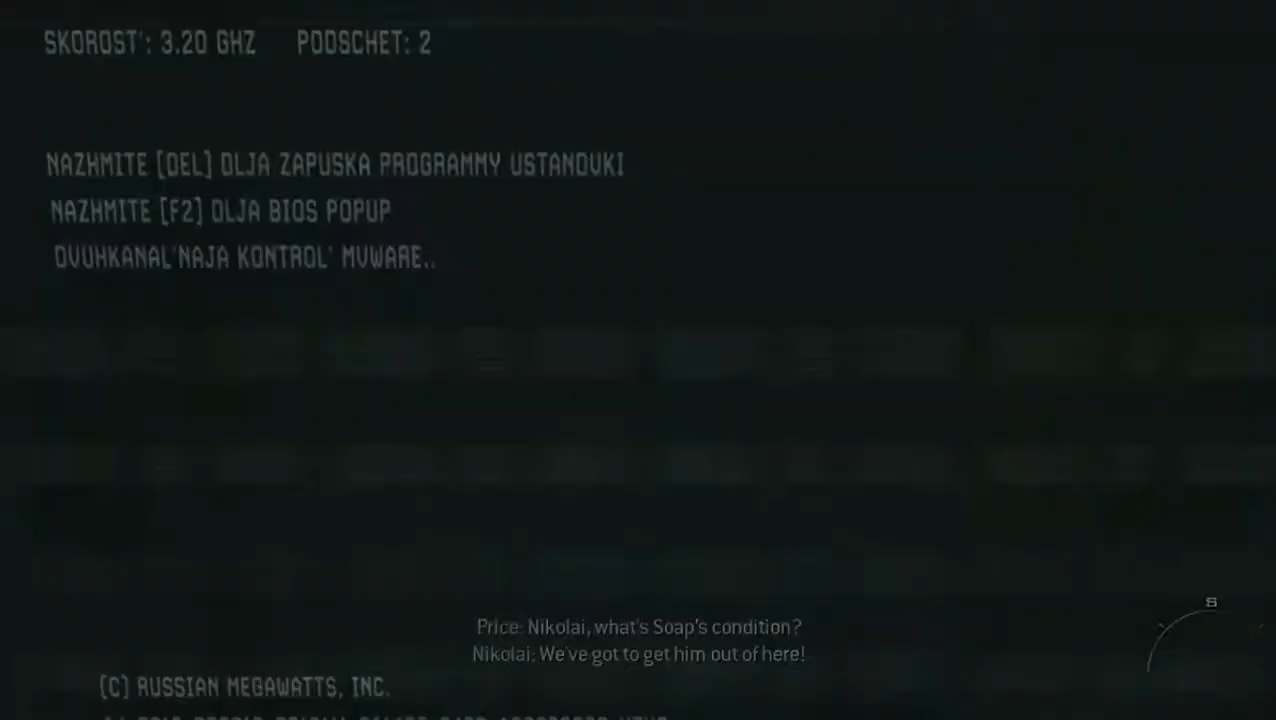 SKOROST': 3.20 GHZ PODSCHET: 2
NAZHMITE [DEL] DLJA ZAPUSKA PROGRAMMY USTANOVKI
NAZHMITE [F2] DLJA BIOS POPUP
DVUHKANAL'NAJA KONTROL' MVWARE..
S
Price: Nikolai, what's Soap's condition?
Nikolai: We've got to get him out of here!
(C) RUSSIAN MEGAWATTS, INC.